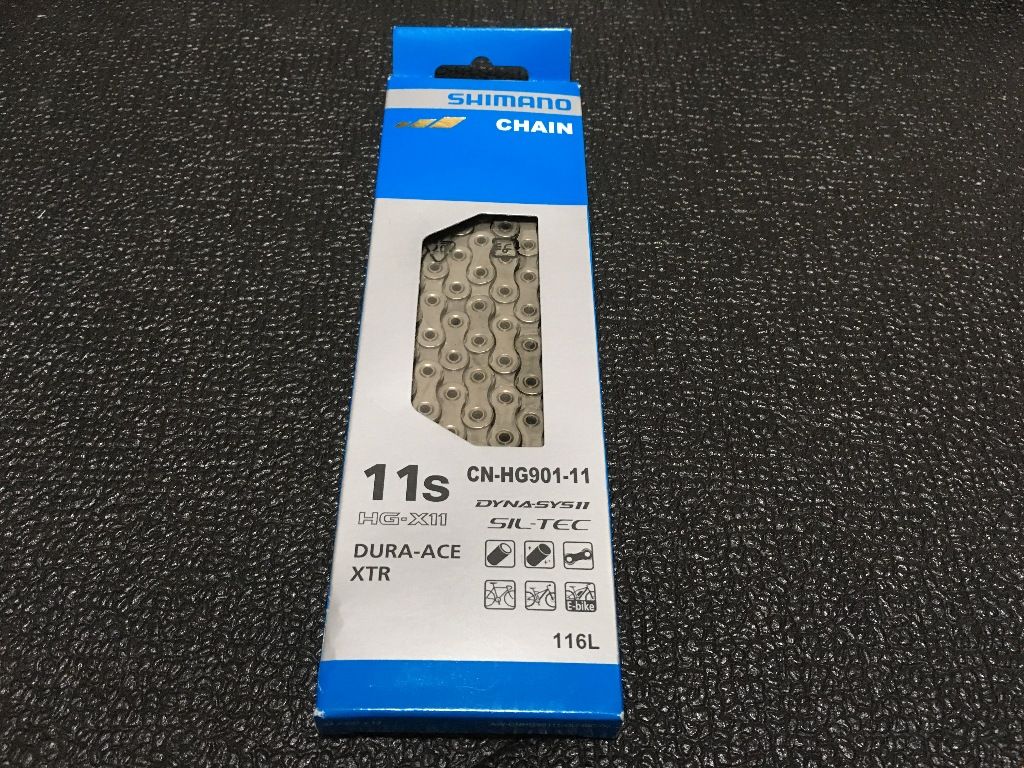 SHIMANO
CHAIN
11s
CN-HG901-11
HG-X11
DYNA-SYS11
SIL-TEC
DURA-ACE
XTR
E-bike
116L